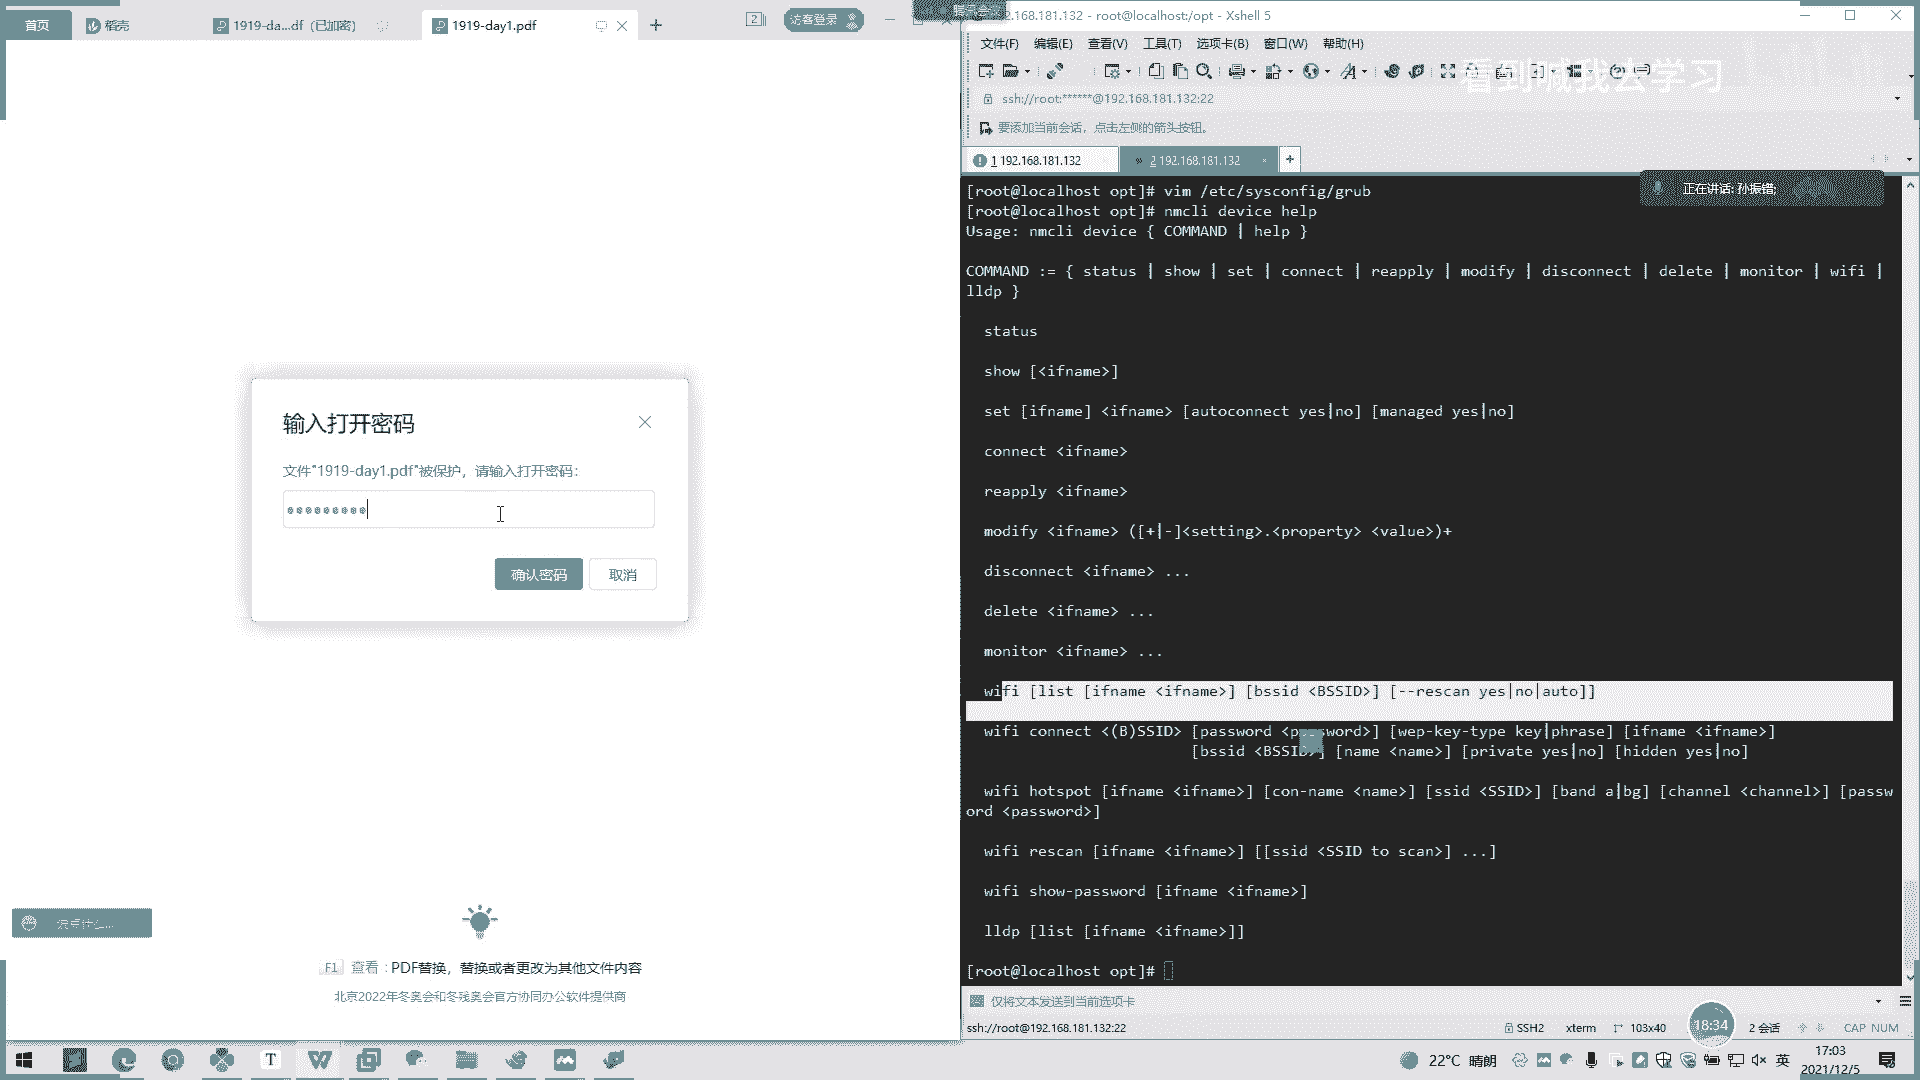 首页
稻壳
1919-da...df（已加密）
1919-day1.pdf
访客登录
输入打开密码
文件"1919-day1.pdf"被保护，请输入打开密码：
确认密码
取消
F1 查看：PDF替换，替换或者更改为其他文件内容
北京2022年冬奥会和冬残奥会官方协同办公软件提供商
192.168.181.132 - root@localhost:/opt - Xshell 5
文件(F) 编辑(E) 查看(V) 工具(T) 选项卡(B) 窗口(W) 帮助(H)
看到喊我去学习
ssh://root:******@192.168.181.132:22
要添加当前会话，点击左侧的箭头按钮。
1 192.168.181.132
2 192.168.181.132
正在讲话: 孙振锴;
[root@localhost opt]# vim /etc/sysconfig/grub
[root@localhost opt]# nmcli device help
Usage: nmcli device { COMMAND | help }
COMMAND := { status | show | set | connect | reapply | modify | disconnect | delete | monitor | wifi |
lldp }
status
show [<ifname>]
set [ifname] <ifname> [autoconnect yes|no] [managed yes|no]
connect <ifname>
reapply <ifname>
modify <ifname> ([+|-]<setting>.<property> <value>)+
disconnect <ifname> ...
delete <ifname> ...
monitor <ifname> ...
wifi [list [ifname <ifname>] [bssid <BSSID>] [--rescan yes|no|auto]]
wifi connect <(B)SSID> [password <password>] [wep-key-type key|phrase] [ifname <ifname>]
[bssid <BSSID>] [name <name>] [private yes|no] [hidden yes|no]
wifi hotspot [ifname <ifname>] [con-name <name>] [ssid <SSID>] [band a|bg] [channel <channel>] [passw
ord <password>]
wifi rescan [ifname <ifname>] [[ssid <SSID to scan>] ...]
wifi show-password [ifname <ifname>]
lldp [list [ifname <ifname>]]
[root@localhost opt]#
仅将文本发送到当前选项卡
ssh://root@192.168.181.132:22
SSH2
xterm
103x40
18:34
2 会话
CAP NUM
22°C 晴朗
英
17:03
2021/12/5